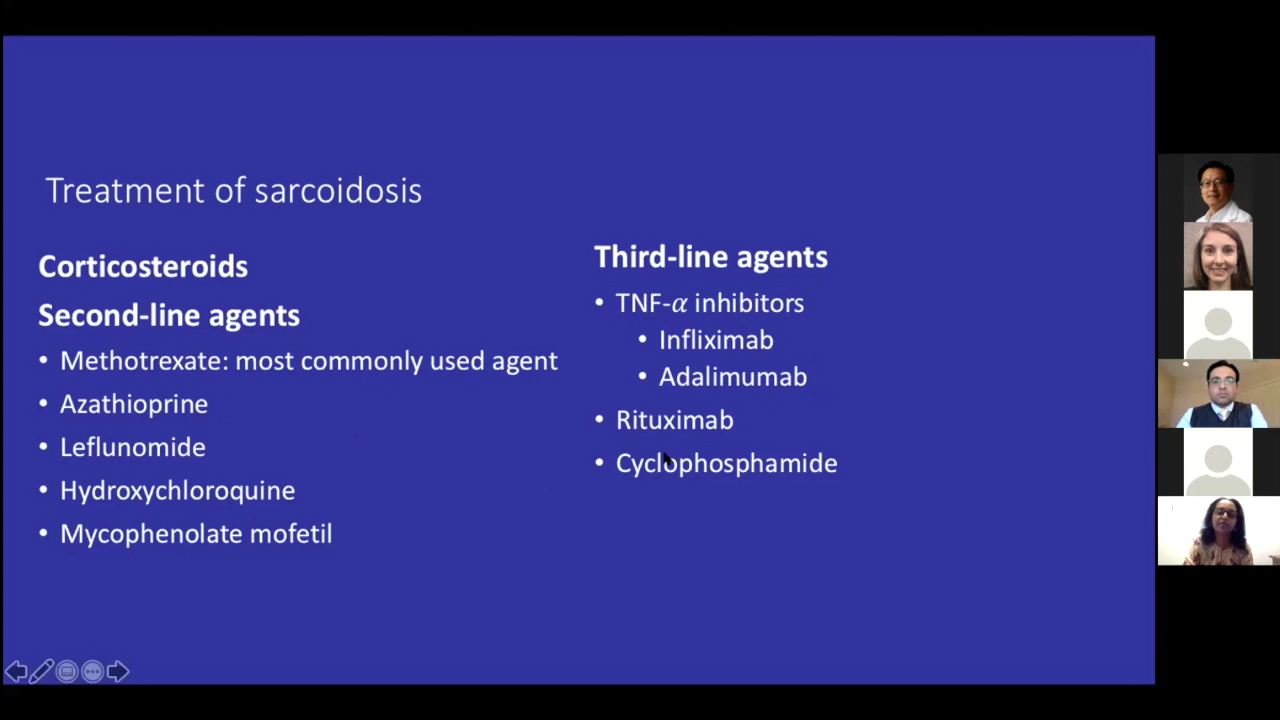 Treatment of sarcoidosis
Corticosteroids
Second-line agents
• Methotrexate: most commonly used agent
• Azathioprine
• Leflunomide
• Hydroxychloroquine
• Mycophenolate mofetil
Third-line agents
• TNF-α inhibitors
• Infliximab
• Adalimumab
• Rituximab
• Cyclophosphamide